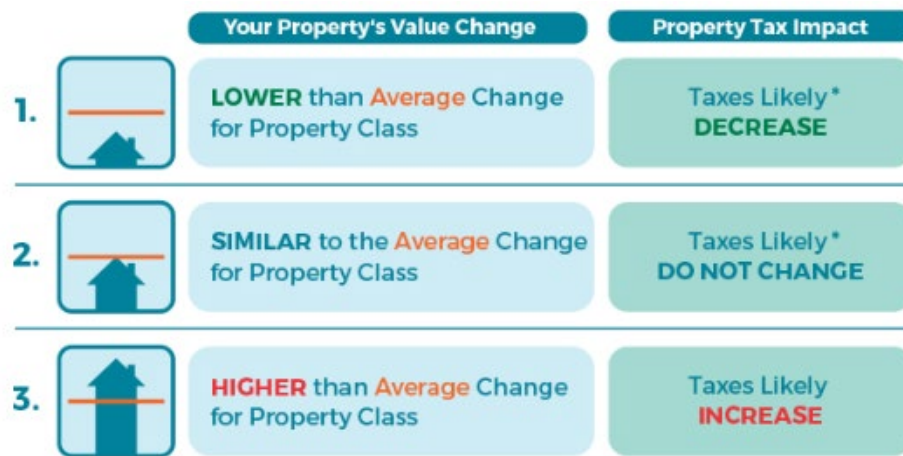 Your Property's Value Change
Property Tax Impact
1.
LOWER than Average Change
for Property Class
Taxes Likely*
DECREASE
2.
SIMILAR to the Average Change
for Property Class
Taxes Likely*
DO NOT CHANGE
3.
HIGHER than Average Change
for Property Class
Taxes Likely
INCREASE